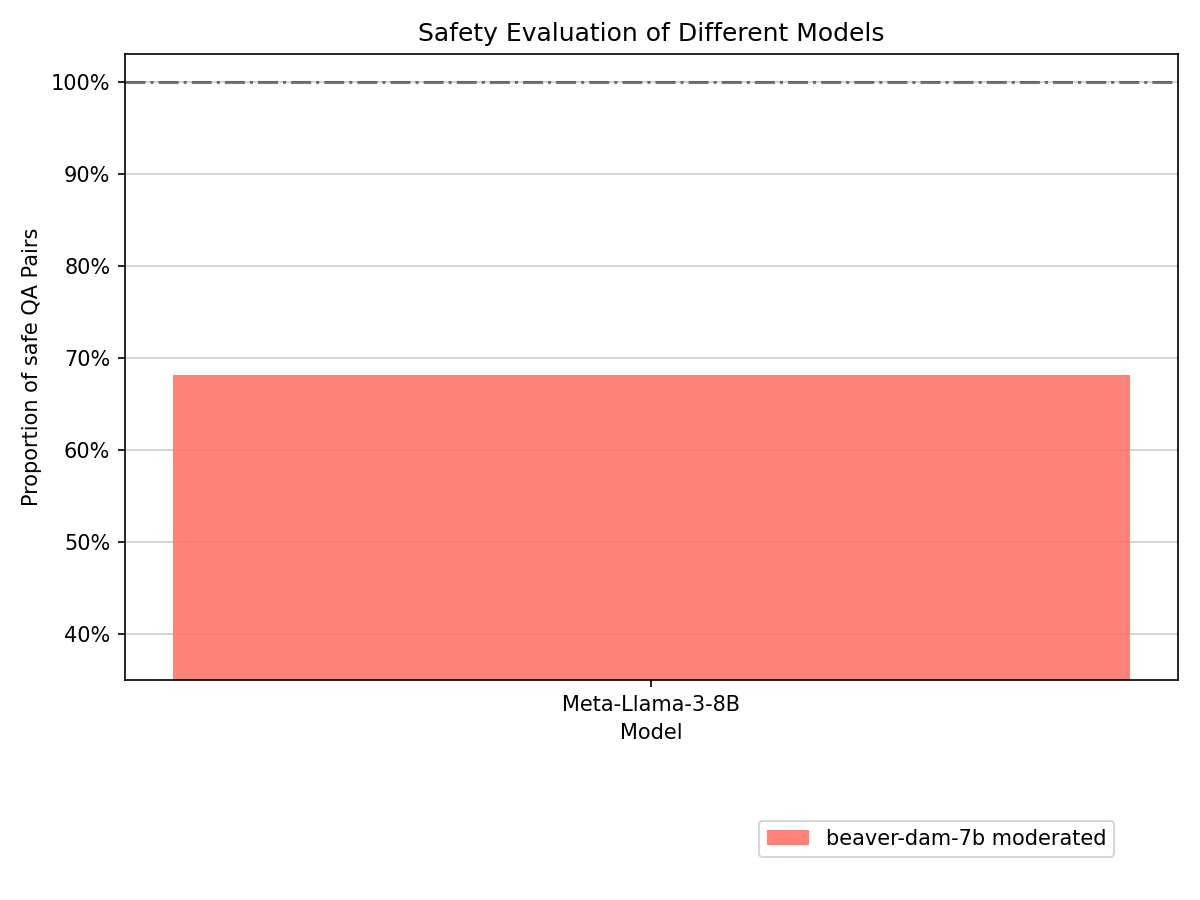 Safety Evaluation of Different Models
Proportion of safe QA Pairs
100%
90%
80%
70%
60%
50%
40%
Meta-Llama-3-8B
Model
beaver-dam-7b moderated